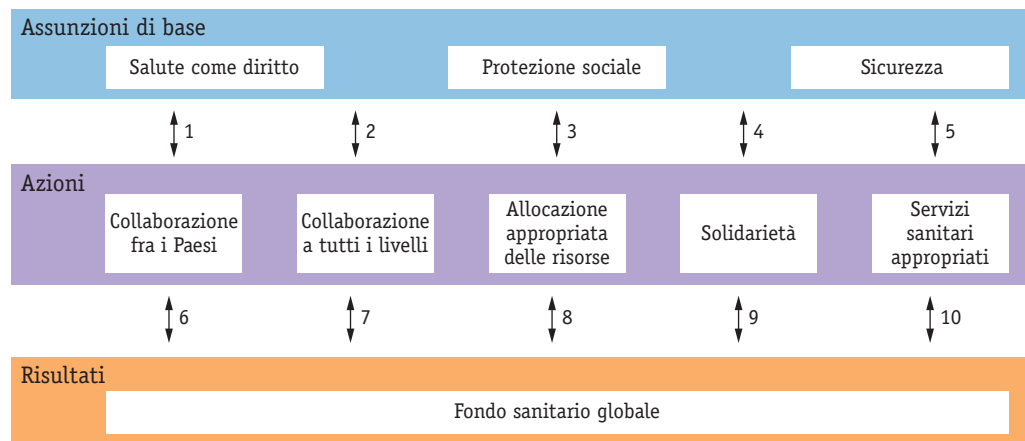 Assunzioni di base
Salute come diritto
Protezione sociale
Sicurezza
1
2
3
4
5
Azioni
Collaborazione
fra i Paesi
Collaborazione
a tutti i livelli
Allocazione
appropriata
delle risorse
Solidarietà
Servizi
sanitari
appropriati
6
7
8
9
10
Risultati
Fondo sanitario globale